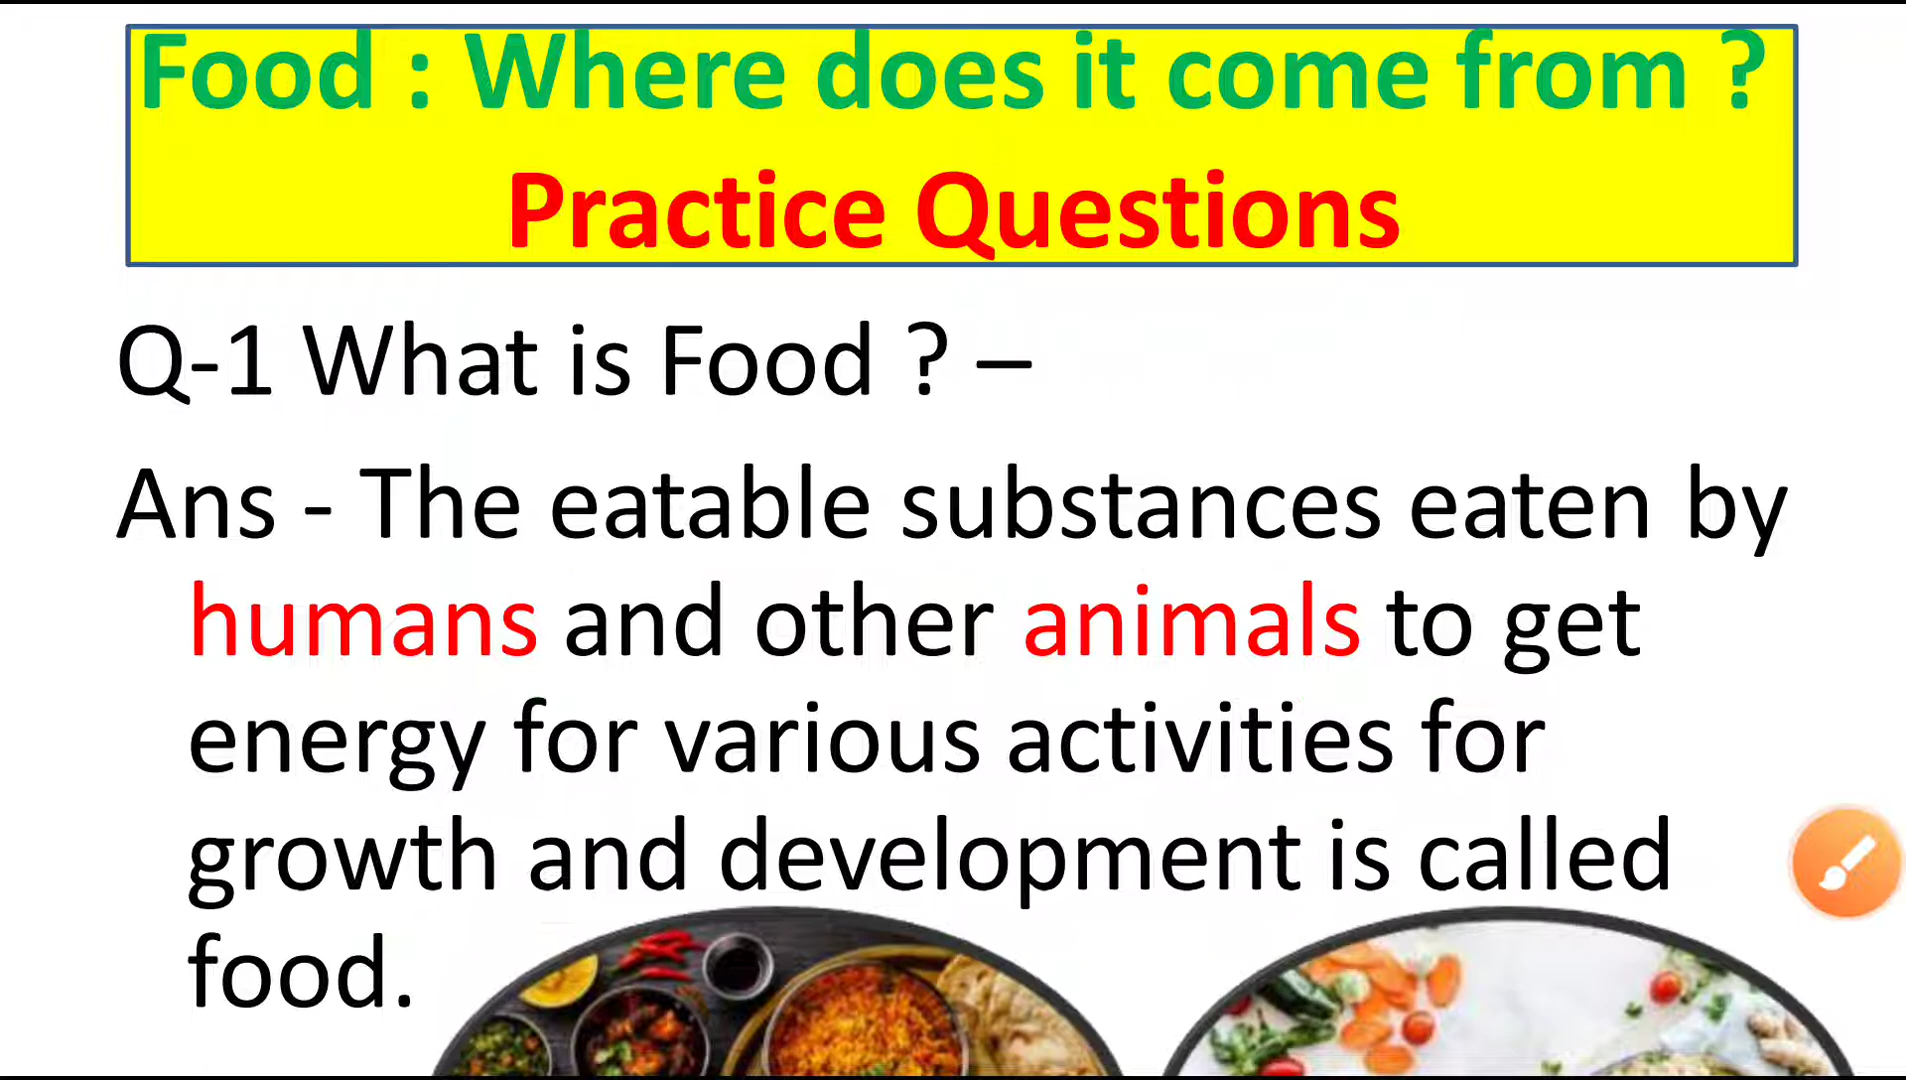 Food : Where does it come from ?
Practice Questions
Q-1 What is Food ? –
Ans - The eatable substances eaten by
humans and other animals to get
energy for various activities for
growth and development is called
food.